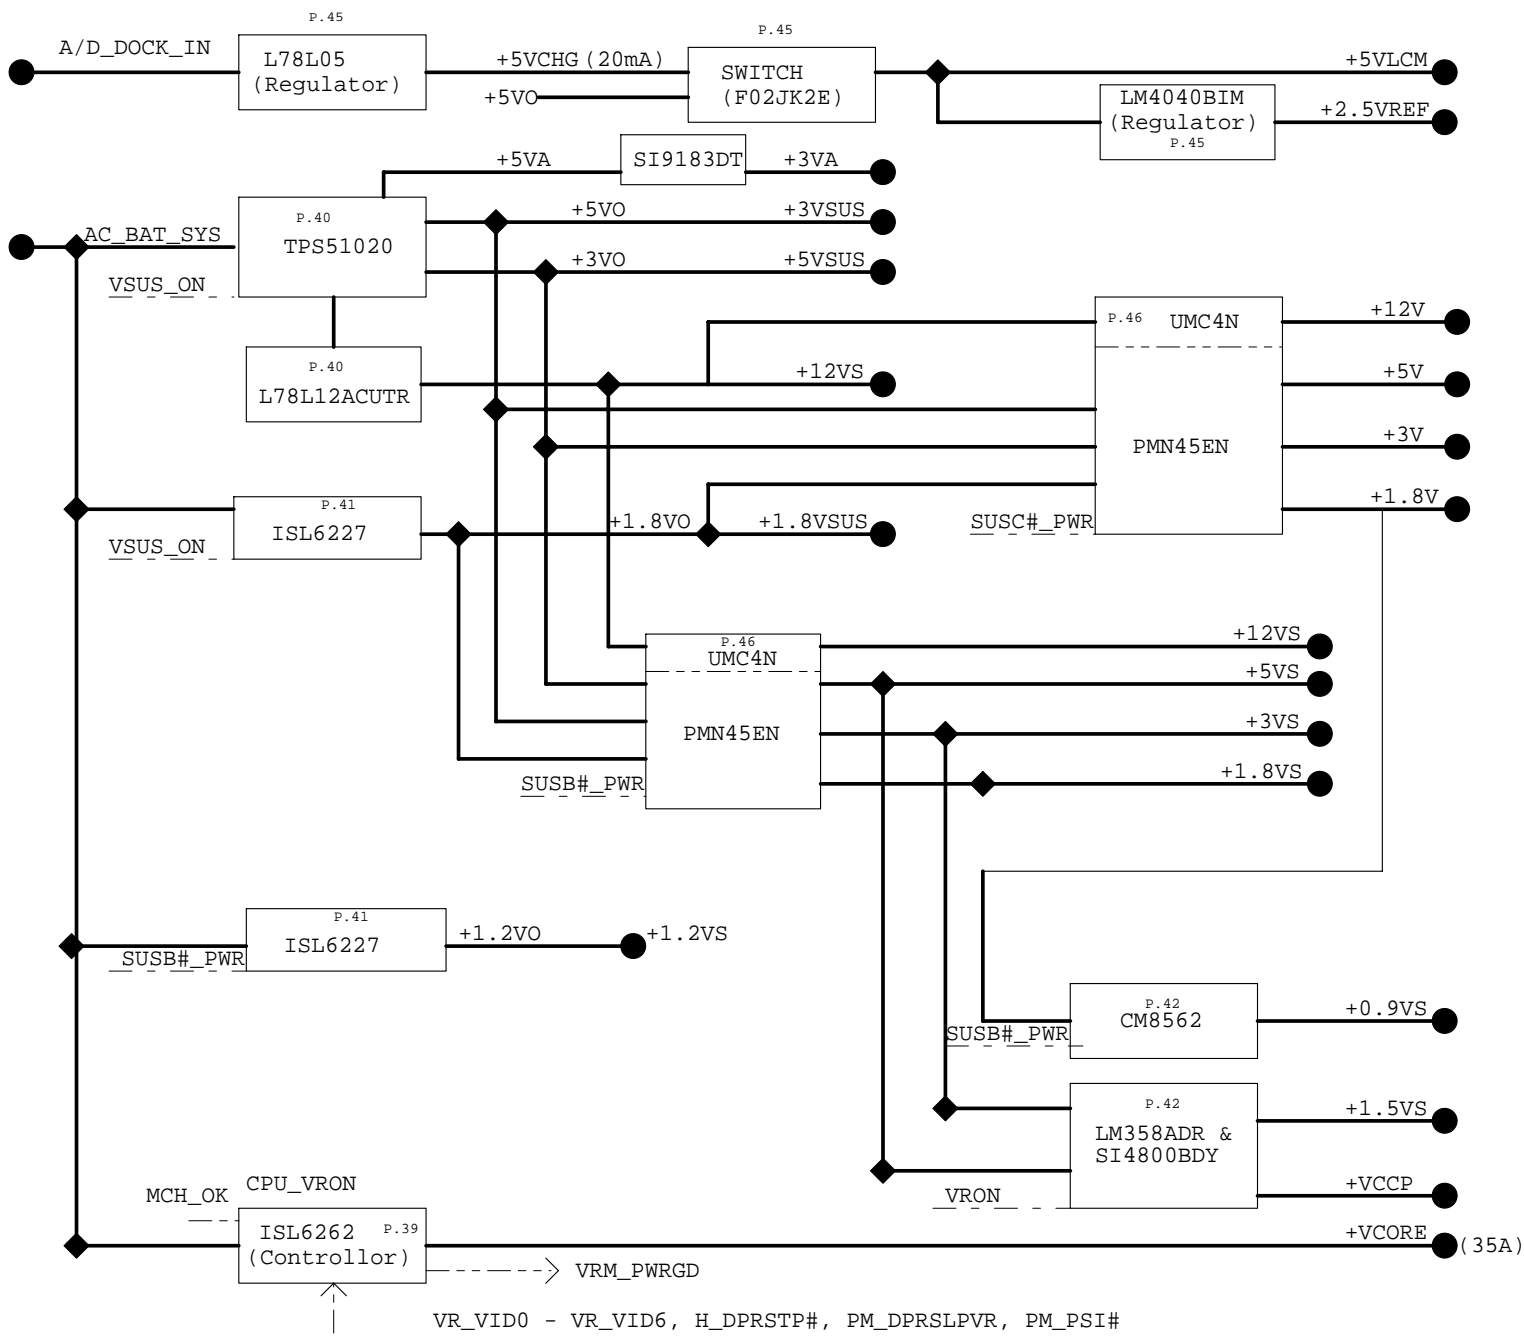 P.45
P.45
A/D_DOCK_IN
L78L05
(Regulator)
+5VCHG (20mA)
+5VO
SWITCH
(F02JK2E)
+5VLCM
LM4040BIM
(Regulator)
P.45
+2.5VREF
+5VA
SI9183DT
+3VA
AC_BAT_SYS
VSUS_ON
P.40
TPS51020
+5VO
+3VSUS
+3VO
+5VSUS
P.40
L78L12ACUTR
+12VS
P.46
UMC4N
PMN45EN
SUSC#_PWR
+12V
+5V
+3V
+1.8V
P.41
ISL6227
VSUS_ON
+1.8VO
+1.8VSUS
P.46
UMC4N
PMN45EN
SUSB#_PWR
+12VS
+5VS
+3VS
+1.8VS
P.41
ISL6227
SUSB#_PWR
+1.2VO
+1.2VS
P.42
CM8562
SUSB#_PWR
+0.9VS
P.42
LM358ADR &
SI4800BDY
VRON
+1.5VS
+VCCP
MCH_OK
CPU_VRON
ISL6262
P.39
(Controllor)
+VCORE
(35A)
VRM_PWRGD
VR_VID0 - VR_VID6, H_DPRSTP#, PM_DPRSLPVR, PM_PSI#